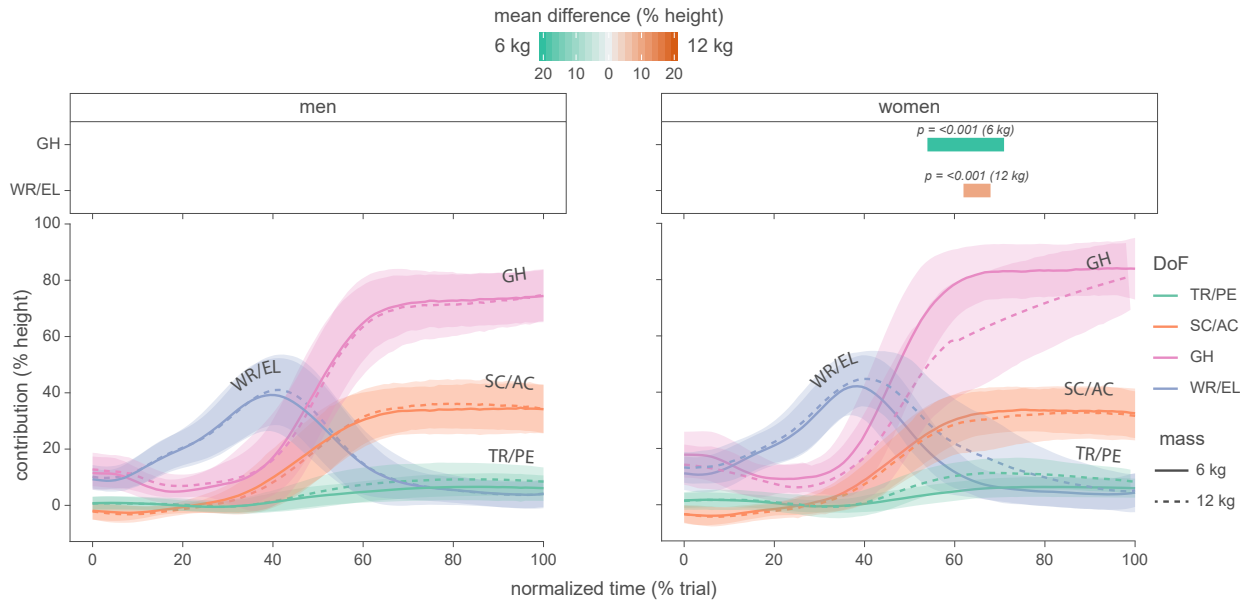 mean difference (% height)
6 kg 12 kg
20 10 0 10 20
men women
GH
p = <0.001 (6 kg)
WR/EL
p = <0.001 (12 kg)
contribution (% height)
100
80
60
40
20
0
GH
WR/EL
SC/AC
TR/PE
0 20 40 60 80 100
GH
WR/EL
SC/AC
TR/PE
0 20 40 60 80 100
normalized time (% trial)
DoF
TR/PE
SC/AC
GH
WR/EL
mass
6 kg
12 kg